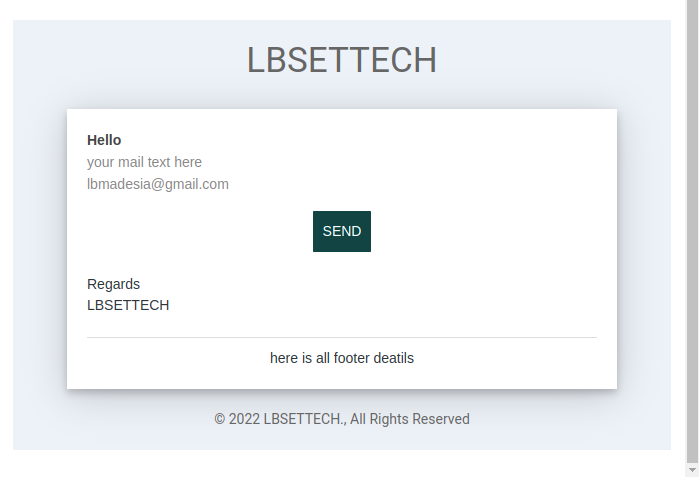 LBSETTECH
Hello
your mail text here
lbmadesia@gmail.com
SEND
Regards
LBSETTECH
here is all footer deatils
© 2022 LBSETTECH., All Rights Reserved